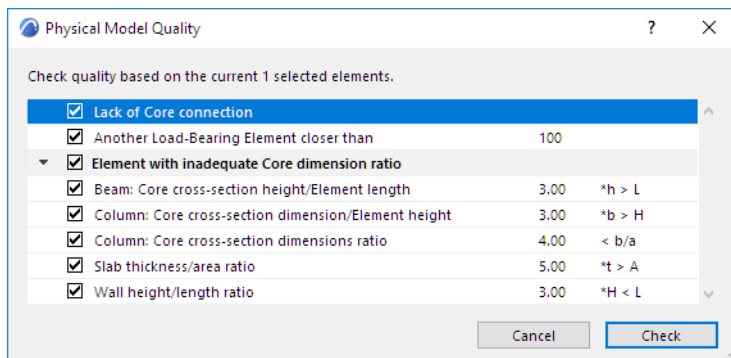 Physical Model Quality ?
Check quality based on the current 1 selected elements.
Lack of Core connection
Another Load-Bearing Element closer than 100
Element with inadequate Core dimension ratio
Beam: Core cross-section height/Element length 3.00 *h > L
Column: Core cross-section dimension/Element height 3.00 *b > H
Column: Core cross-section dimensions ratio 4.00 < b/a
Slab thickness/area ratio 5.00 *t > A
Wall height/length ratio 3.00 *H < L
Cancel Check